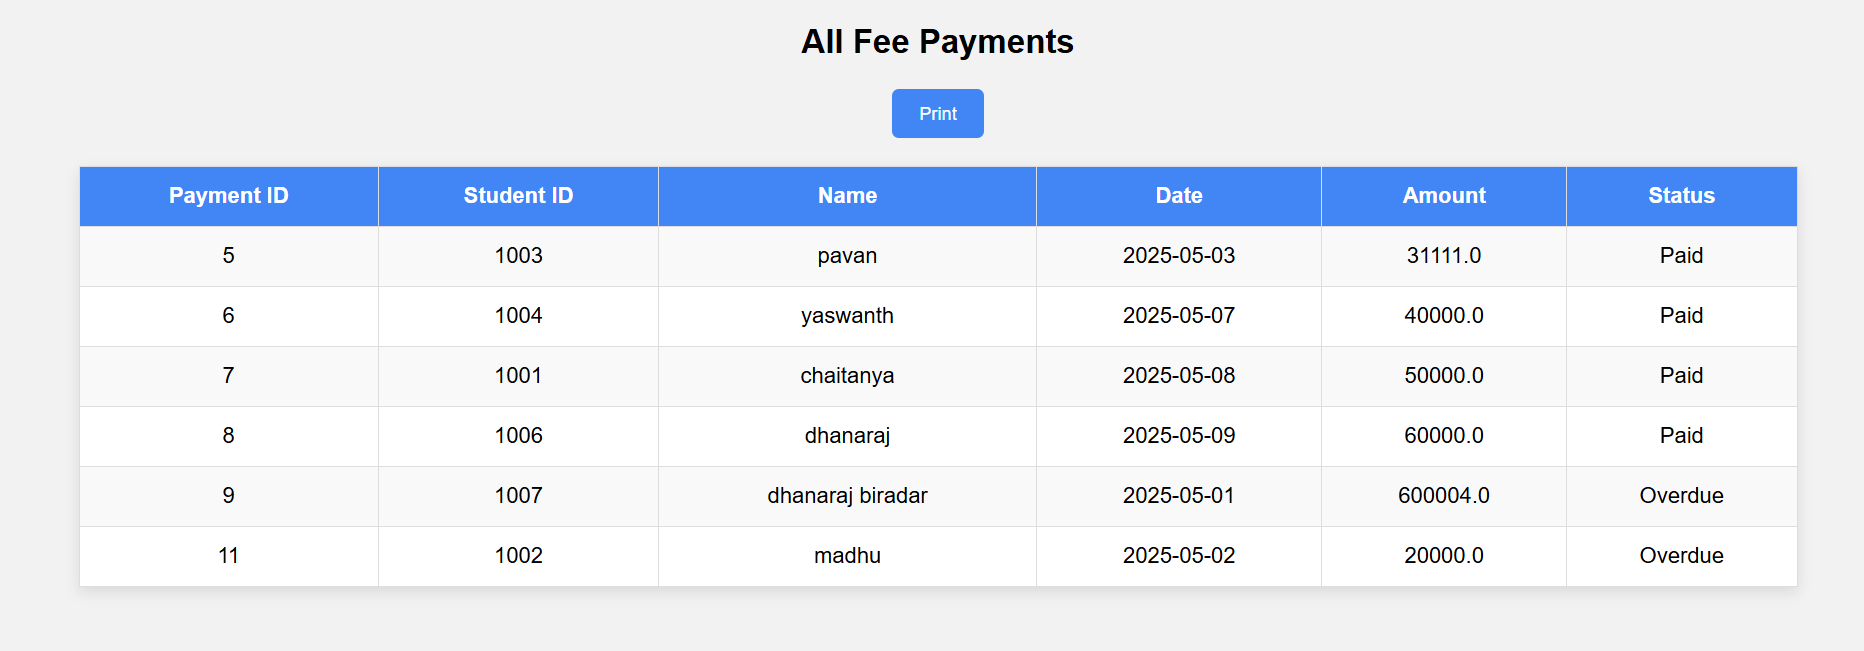 All Fee Payments
Print
Payment ID Student ID Name Date Amount Status
5 1003 pavan 2025-05-03 31111.0 Paid
6 1004 yaswanth 2025-05-07 40000.0 Paid
7 1001 chaitanya 2025-05-08 50000.0 Paid
8 1006 dhanaraj 2025-05-09 60000.0 Paid
9 1007 dhanaraj biradar 2025-05-01 600004.0 Overdue
11 1002 madhu 2025-05-02 20000.0 Overdue